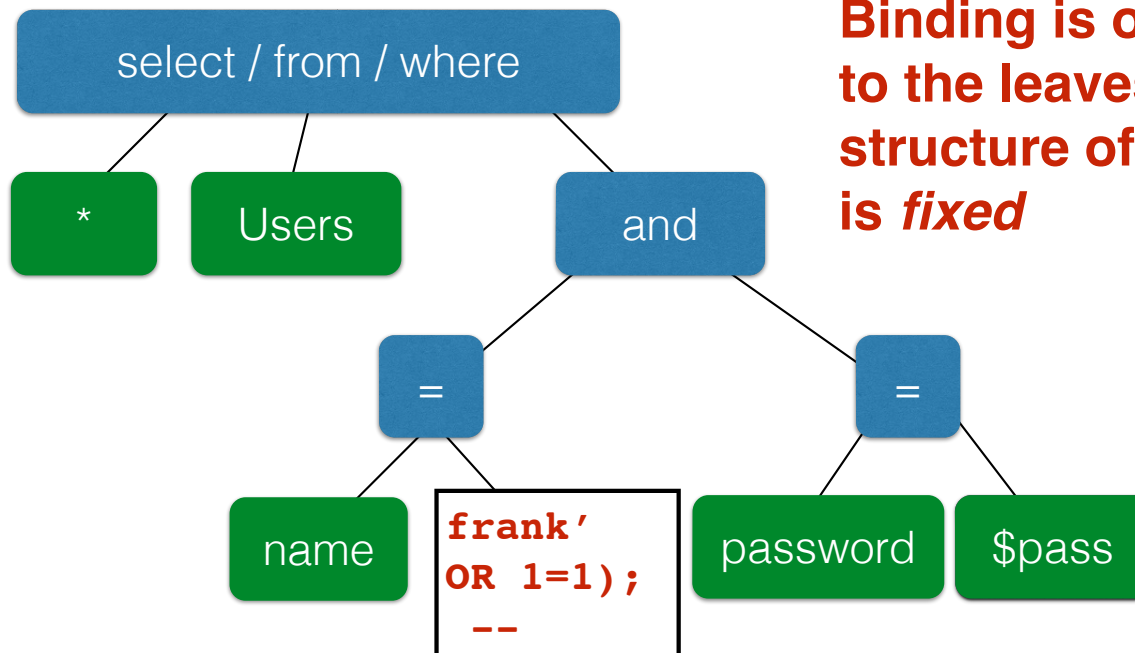 Binding is
to the
structure of
is fixed
select / from / where
*
Users
and
=
=
name
frank’
OR 1=1);
--
password
$pass